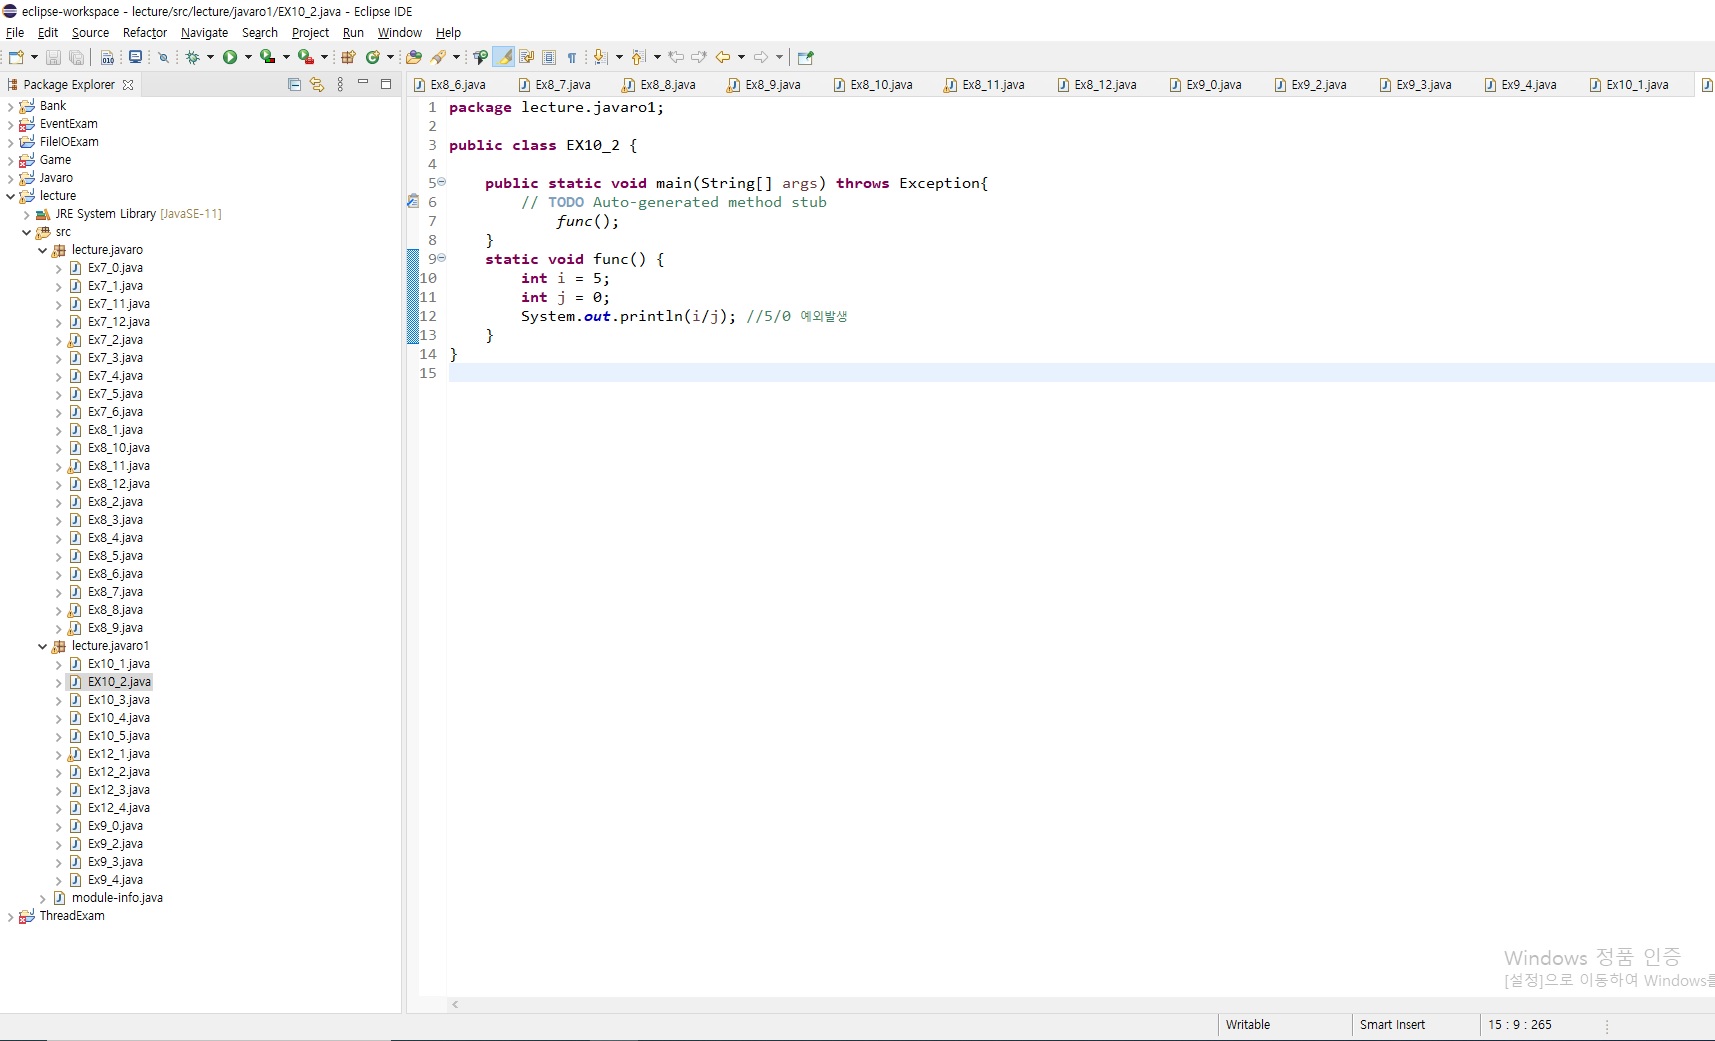 eclipse-workspace - lecture/src/lecture/javaro1/EX10_2.java - Eclipse IDE
File Edit Source Refactor Navigate Search Project Run Window Help
Package Explorer
Ex8_6.java Ex8_7.java Ex8_8.java Ex8_9.java Ex8_10.java Ex8_11.java Ex8_12.java Ex9_0.java Ex9_2.java Ex9_3.java Ex9_4.java Ex10_1.java
Bank
EventExam
FileIOExam
Game
Javaro
lecture
JRE System Library [JavaSE-11]
src
lecture.javaro
Ex7_0.java
Ex7_1.java
Ex7_11.java
Ex7_12.java
Ex7_2.java
Ex7_3.java
Ex7_4.java
Ex7_5.java
Ex7_6.java
Ex8_1.java
Ex8_10.java
Ex8_11.java
Ex8_12.java
Ex8_2.java
Ex8_3.java
Ex8_4.java
Ex8_5.java
Ex8_6.java
Ex8_7.java
Ex8_8.java
Ex8_9.java
lecture.javaro1
Ex10_1.java
EX10_2.java
Ex10_3.java
Ex10_4.java
Ex10_5.java
Ex12_1.java
Ex12_2.java
Ex12_3.java
Ex12_4.java
Ex9_0.java
Ex9_2.java
Ex9_3.java
Ex9_4.java
module-info.java
ThreadExam
1 package lecture.javaro1;
2
3 public class EX10_2 {
4
5 public static void main(String[] args) throws Exception{
6 // TODO Auto-generated method stub
7 func();
8 }
9 static void func() {
10 int i = 5;
11 int j = 0;
12 System.out.println(i/j); //5/0 예외발생
13 }
14 }
15
Windows 정품 인증
[설정]으로 이동하여 Windows를
Writable Smart Insert 15 : 9 : 265